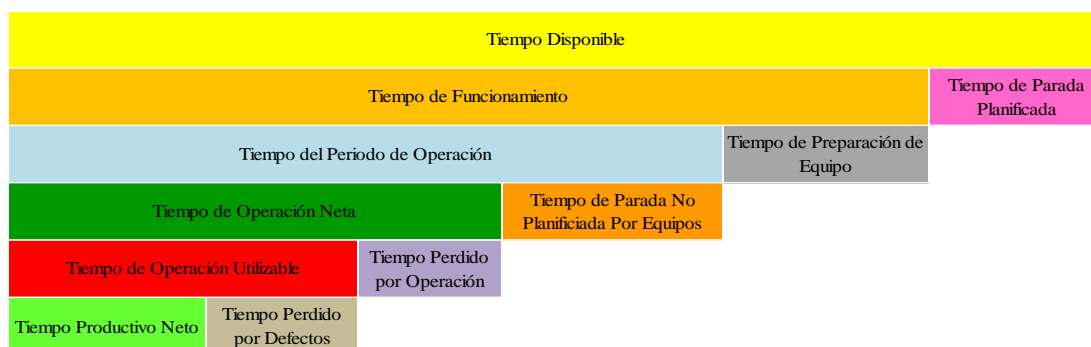 Tiempo Disponible
Tiempo de Funcionamiento
Tiempo de Parada
Planificada
Tiempo del Periodo de Operación
Tiempo de Preparación de
Equipo
Tiempo de Operación Neta
Tiempo de Parada No
Planificiada Por Equipos
Tiempo de Operación Utilizable
Tiempo Perdido
por Operación
Tiempo Productivo Neto
Tiempo Perdido
por Defectos